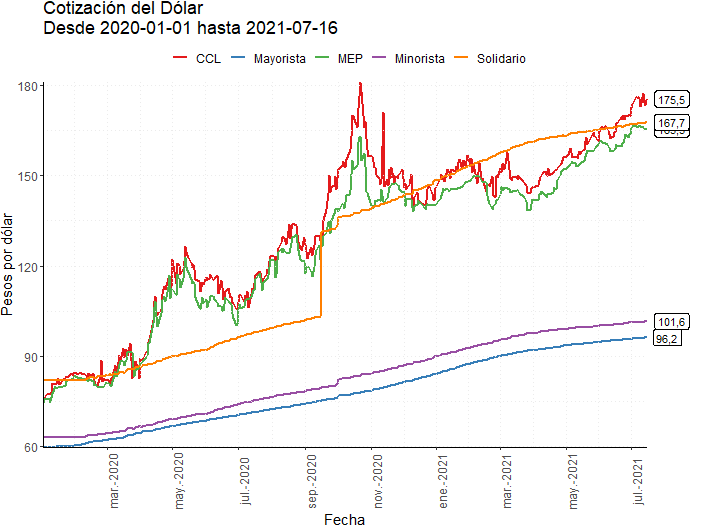 Cotización del Dólar
Desde 2020-01-01 hasta 2021-07-16
CCL Mayorista MEP Minorista Solidario
Pesos por dólar
180
150
120
90
60
175,5
167,7
101,6
96,2
mar.-2020
may.-2020
jul.-2020
sep.-2020
nov.-2020
ene.-2021
mar.-2021
may.-2021
jul.-2021
Fecha